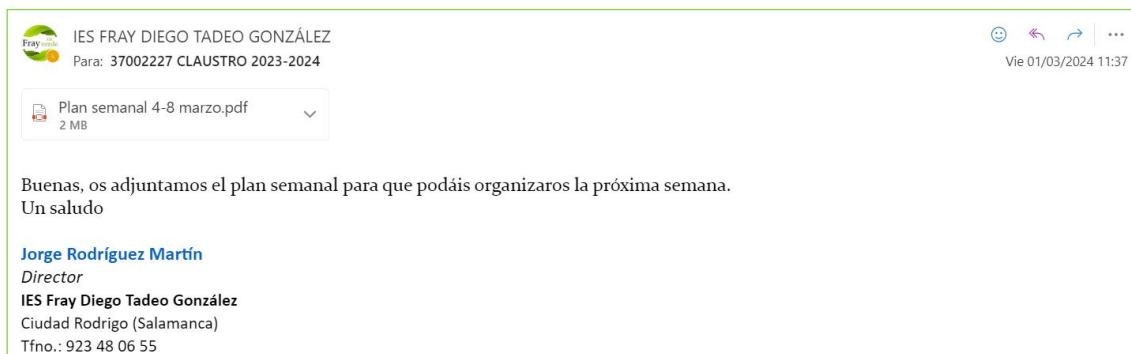 Fray
IES FRAY DIEGO TADEO GONZÁLEZ
Para: 37002227 CLAUSTRO 2023-2024
Vie 01/03/2024 11:37
Plan semanal 4-8 marzo.pdf
2 MB
Buenas, os adjuntamos el plan semanal para que podáis organizaros la próxima semana.
Un saludo
Jorge Rodríguez Martín
Director
IES Fray Diego Tadeo González
Ciudad Rodrigo (Salamanca)
Tfno.: 923 48 06 55